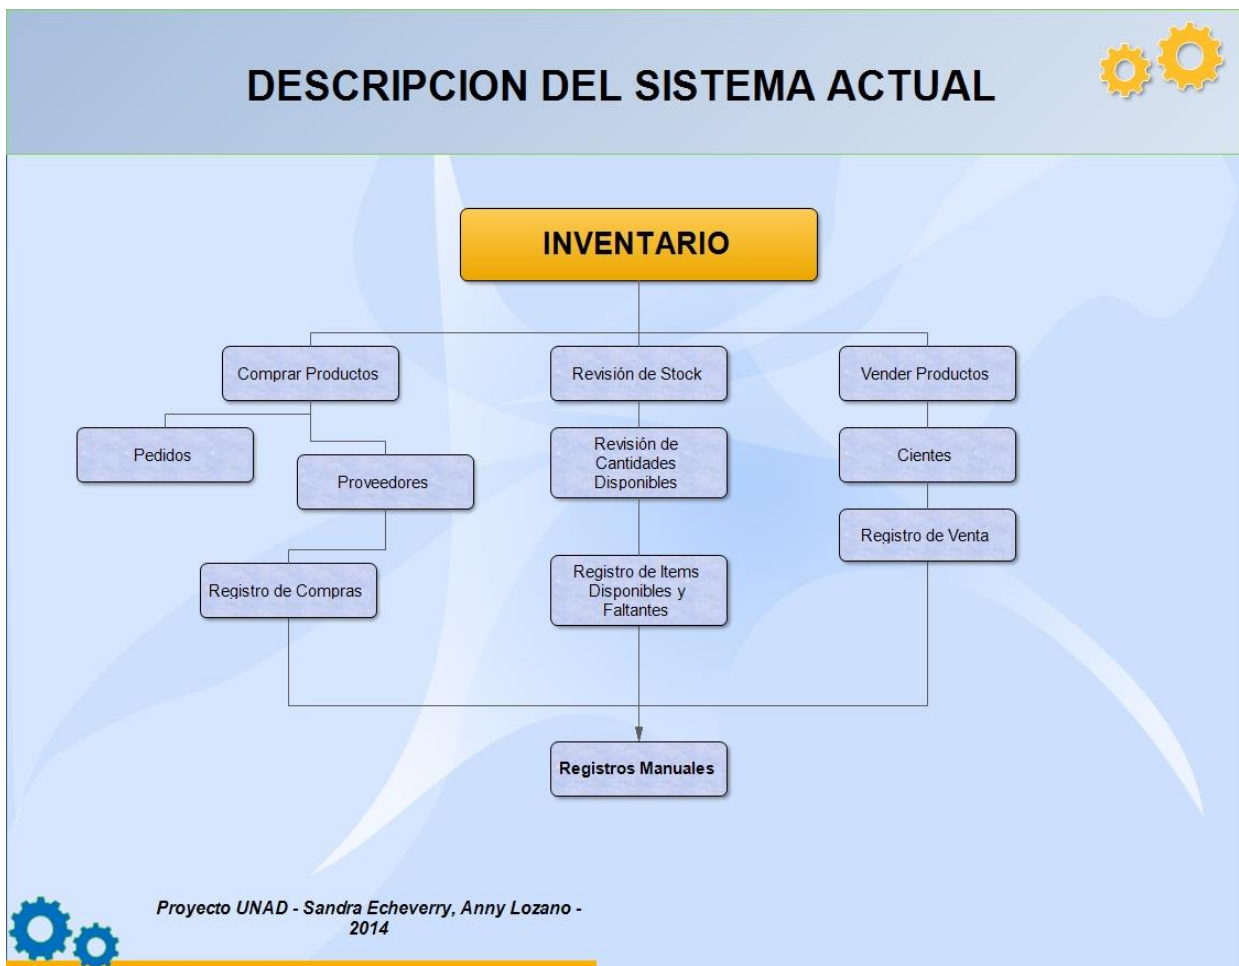 DESCRIPCION DEL SISTEMA ACTUAL
INVENTARIO
Comprar Productos
Revisión de Stock
Vender Productos
Pedidos
Proveedores
Revisión de
Cantidades
Disponibles
Cientes
Registro de Venta
Registro de Compras
Registro de Items
Disponibles y
Faltantes
Registros Manuales
Proyecto UNAD - Sandra Echeverry, Anny Lozano -
2014